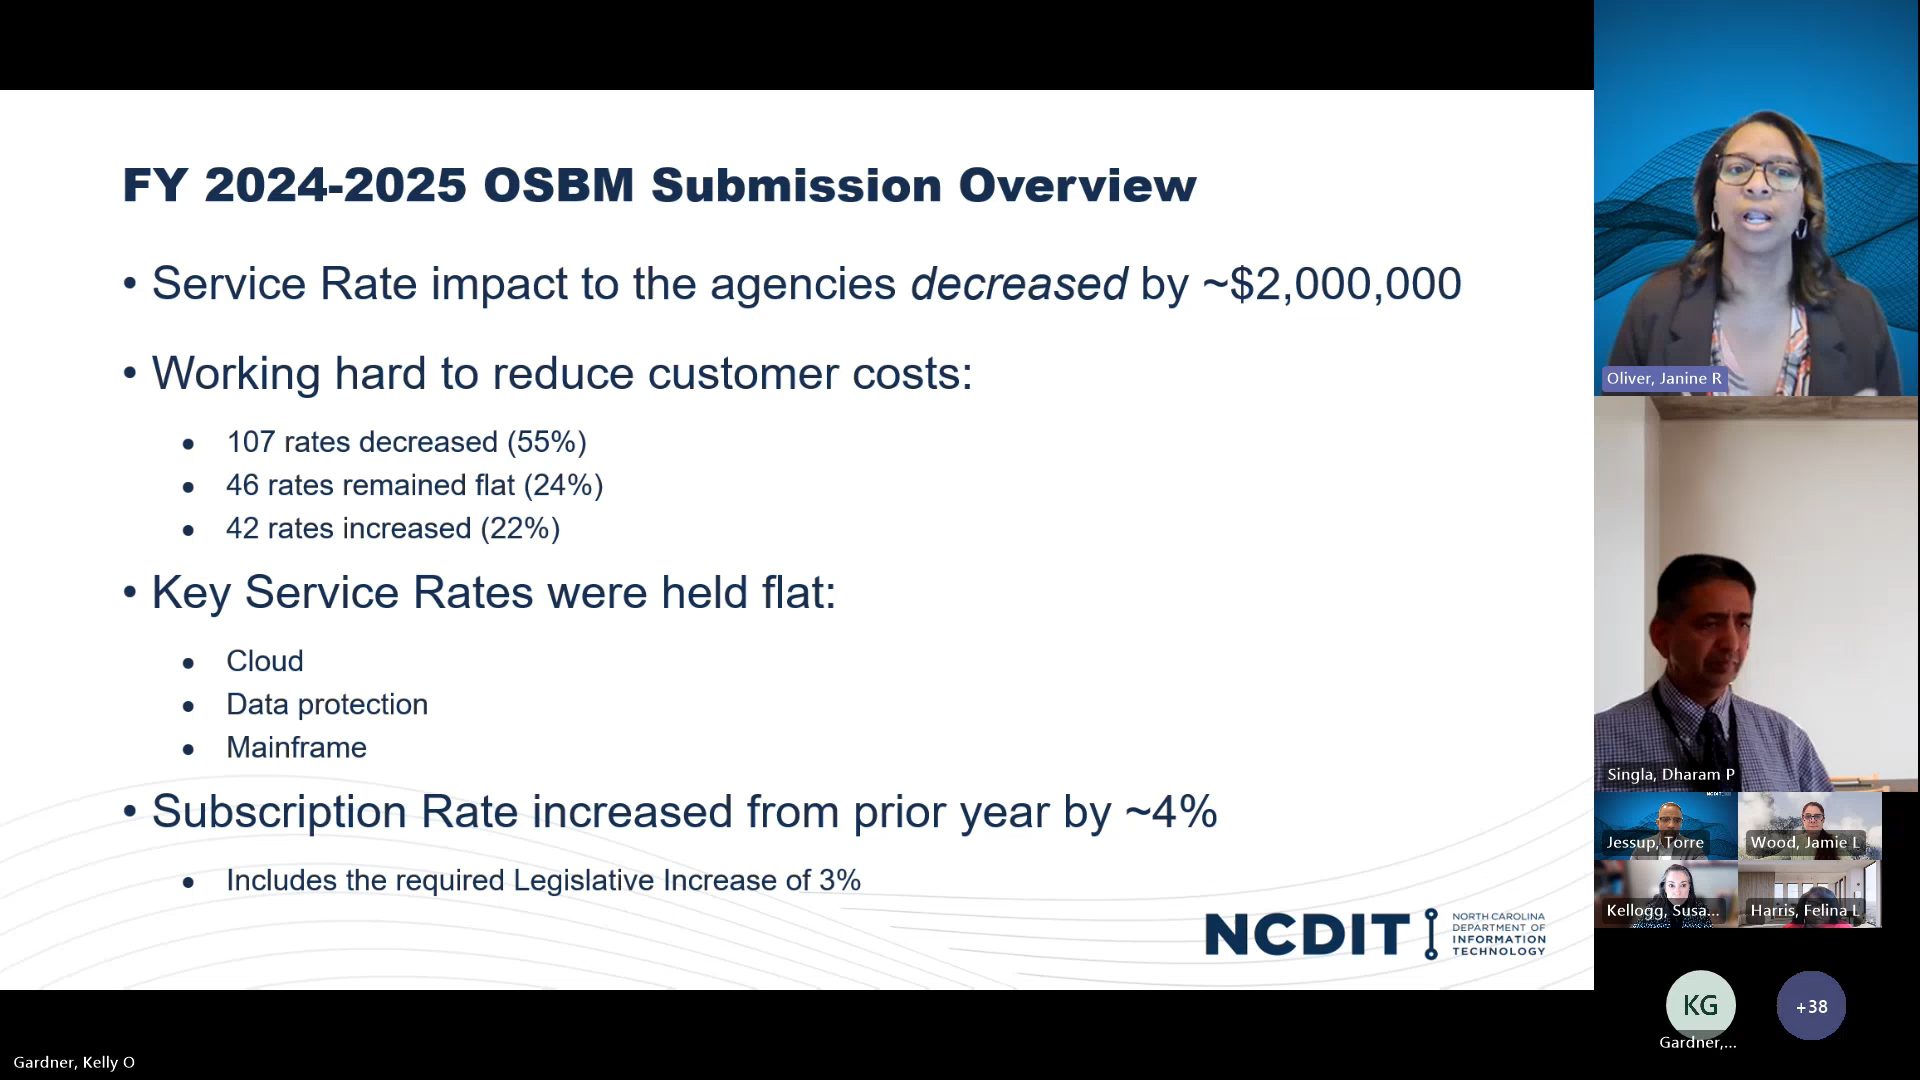 FY 2024-2025 OSBM Submission Overview
• Service Rate impact to the agencies decreased by ~$2,000,000
• Working hard to reduce customer costs:
• 107 rates decreased (55%)
• 46 rates remained flat (24%)
• 42 rates increased (22%)
• Key Service Rates were held flat:
• Cloud
• Data protection
• Mainframe
• Subscription Rate increased from prior year by ~4%
• Includes the required Legislative Increase of 3%
NCDIT
NORTH CAROLINA
DEPARTMENT OF
INFORMATION
TECHNOLOGY
Oliver, Janine R
Singla, Dharam P
Jessup, Torre
Wood, Jamie L
Kellogg, Susa...
Harris, Felina L
KG
+38
Gardner,...
Gardner, Kelly O